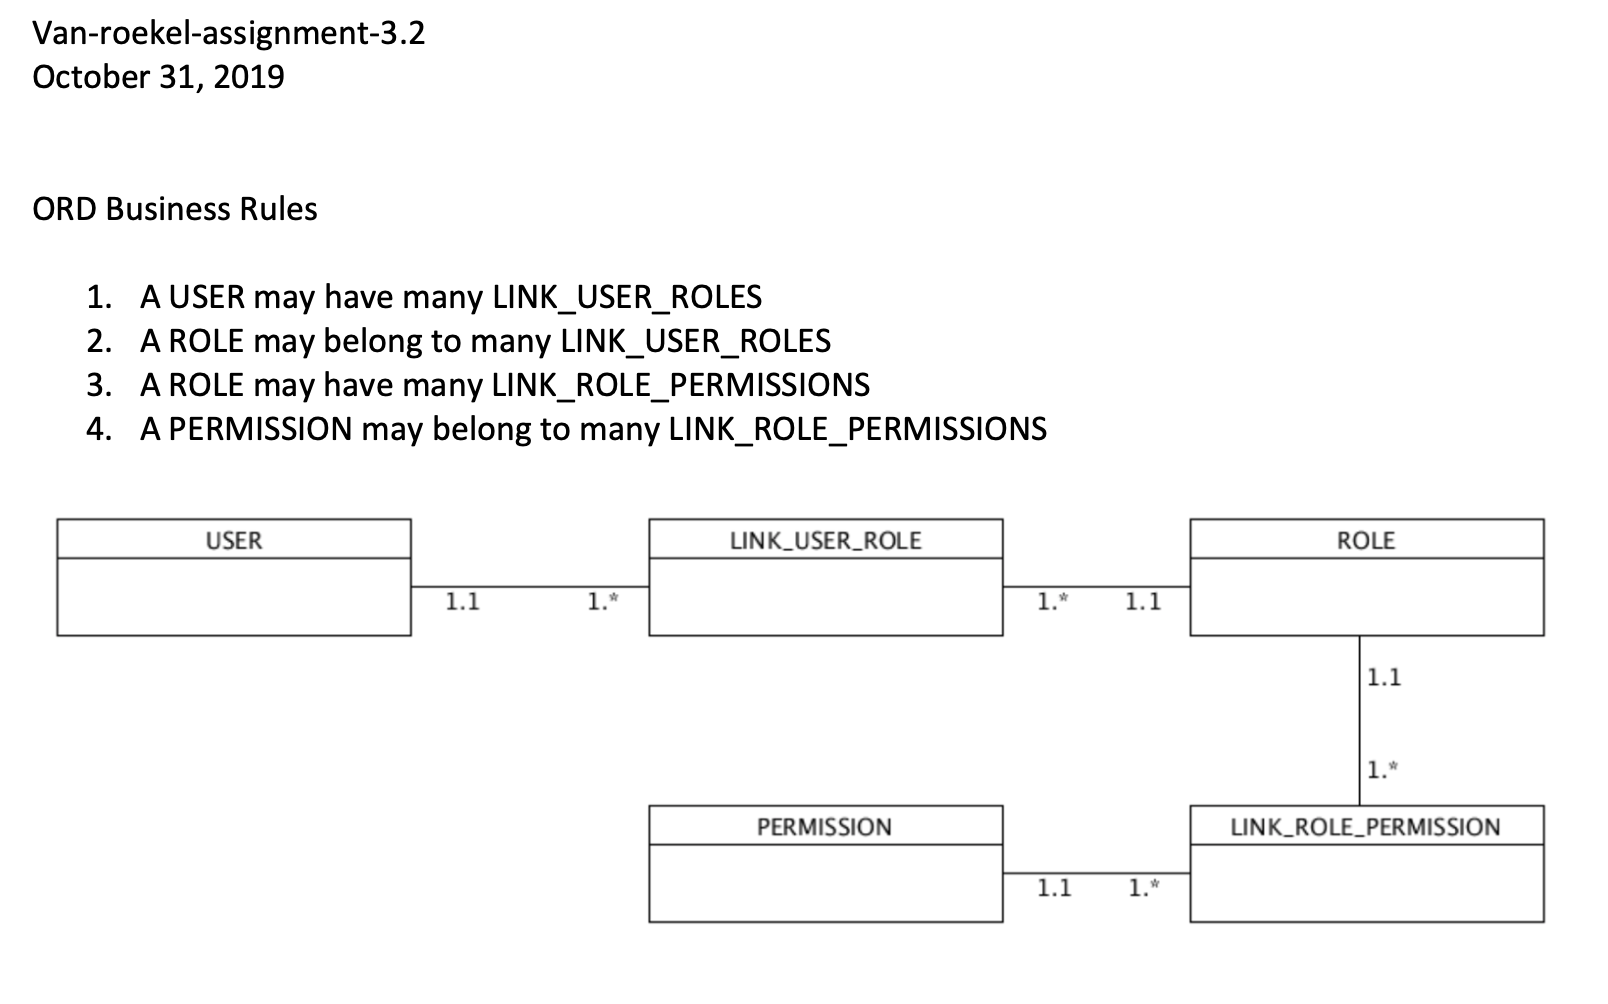 Van-roekel-assignment-3.2
October 31, 2019
ORD Business Rules
1. A USER may have many LINK_USER_ROLES
2. A ROLE may belong to many LINK_USER_ROLES
3. A ROLE may have many LINK_ROLE_PERMISSIONS
4. A PERMISSION may belong to many LINK_ROLE_PERMISSIONS
USER
LINK_USER_ROLE
ROLE
1.1
1.*
1.*
1.1
1.1
1.*
PERMISSION
LINK_ROLE_PERMISSION
1.1
1.*